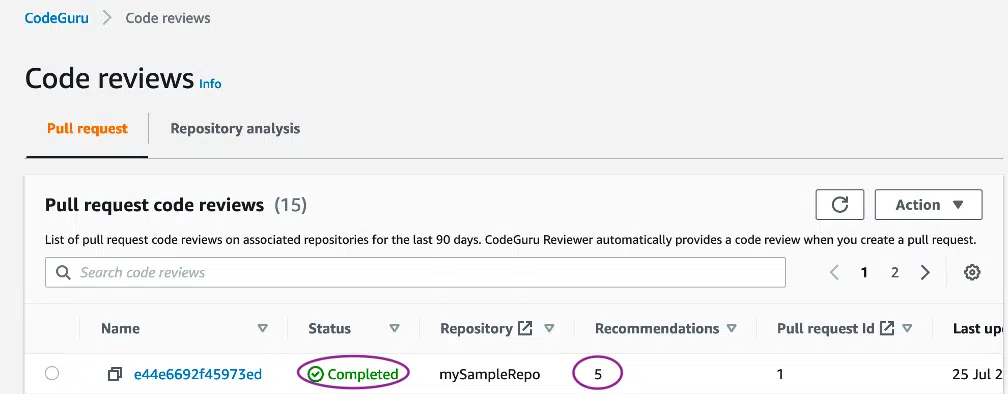 CodeGuru > Code reviews
Code reviews Info
Pull request Repository analysis
Pull request code reviews (15)
Action
List of pull request code reviews on associated repositories for the last 90 days. CodeGuru Reviewer automatically provides a code review when you create a pull request.
Search code reviews
1 2
Name Status Repository Recommendations Pull request Id Last up
e44e6692f45973ed Completed mySampleRepo 5 1 25 Jul 2